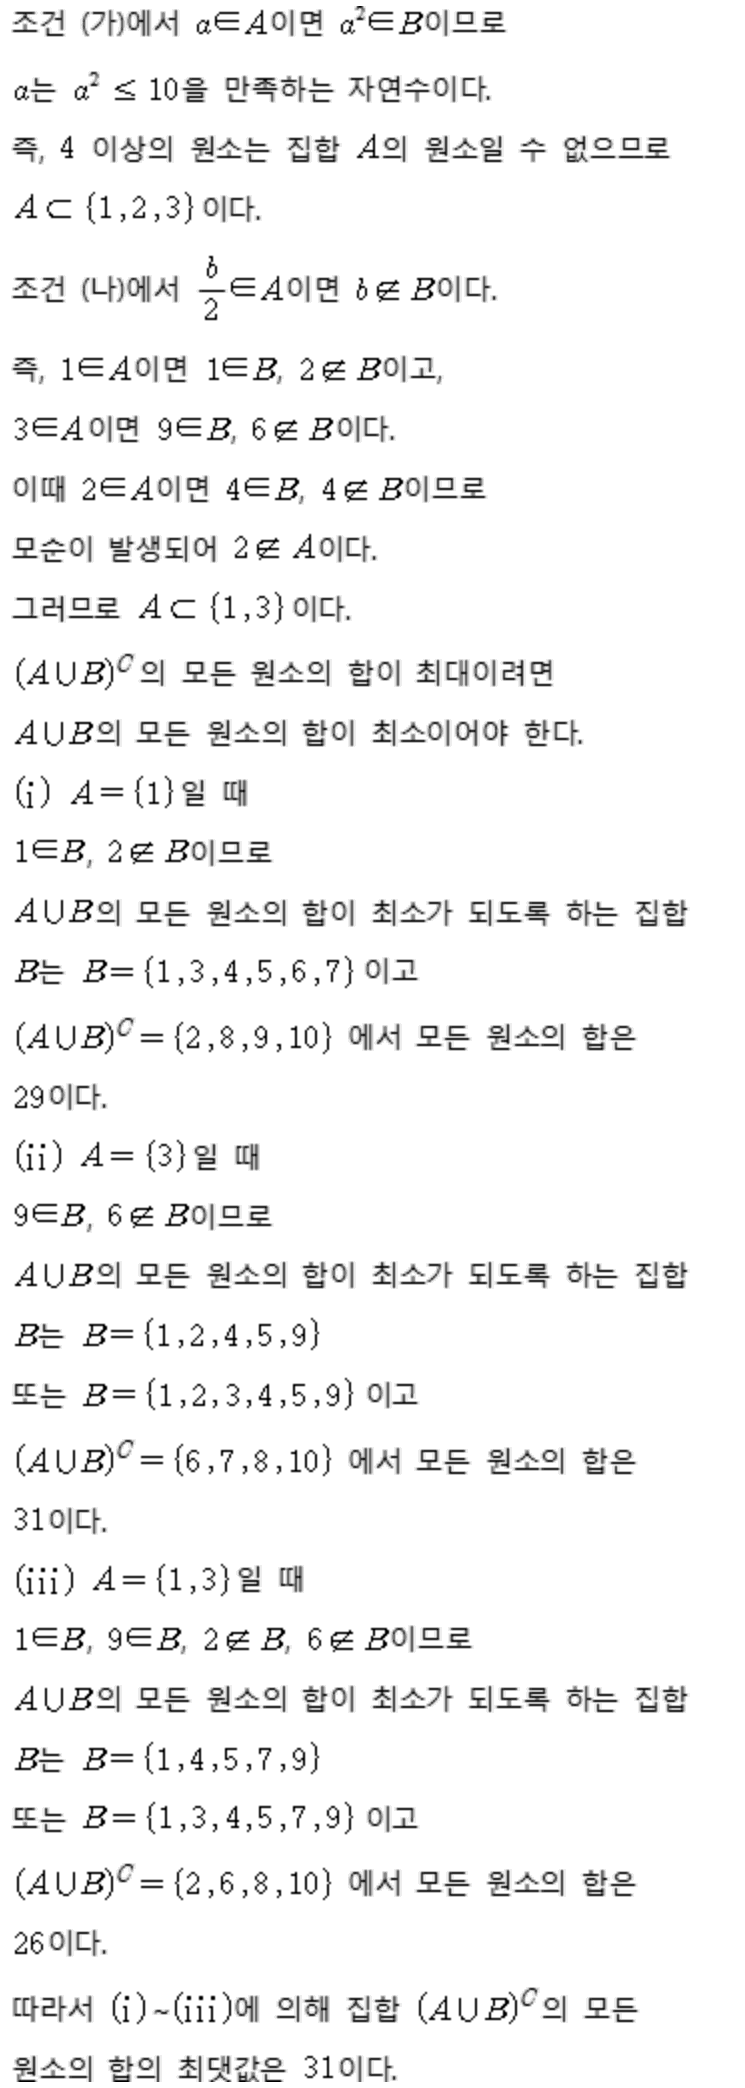 조건 (가)에서 a∈A이면 a²∈B이므로
a는 a² ≤ 10을 만족하는 자연수이다.
즉, 4 이상의 원소는 집합 A의 원소일 수 없으므로
A⊂{1,2,3}이다.
조건 (나)에서 b/2∈A이면 b∉B이다.
즉, 1∈A이면 1∈B, 2∉B이고,
3∈A이면 9∈B, 6∉B이다.
이때 2∈A이면 4∈B, 4∉B이므로
모순이 발생되어 2∉A이다.
그러므로 A⊂{1,3}이다.
(A∪B)^C의 모든 원소의 합이 최대이려면
A∪B의 모든 원소의 합이 최소이어야 한다.
(i) A={1}일 때
1∈B, 2∉B이므로
A∪B의 모든 원소의 합이 최소가 되도록 하는 집합
B는 B={1,3,4,5,6,7}이고
(A∪B)^C={2,8,9,10} 에서 모든 원소의 합은
29이다.
(ii) A={3}일 때
9∈B, 6∉B이므로
A∪B의 모든 원소의 합이 최소가 되도록 하는 집합
B는 B={1,2,4,5,9}
또는 B={1,2,3,4,5,9}이고
(A∪B)^C={6,7,8,10} 에서 모든 원소의 합은
31이다.
(iii) A={1,3}일 때
1∈B, 9∈B, 2∉B, 6∉B이므로
A∪B의 모든 원소의 합이 최소가 되도록 하는 집합
B는 B={1,4,5,7,9}
또는 B={1,3,4,5,7,9}이고
(A∪B)^C={2,6,8,10} 에서 모든 원소의 합은
26이다.
따라서 (i)~(iii)에 의해 집합 (A∪B)^C의 모든
원소의 합의 최댓값은 31이다.